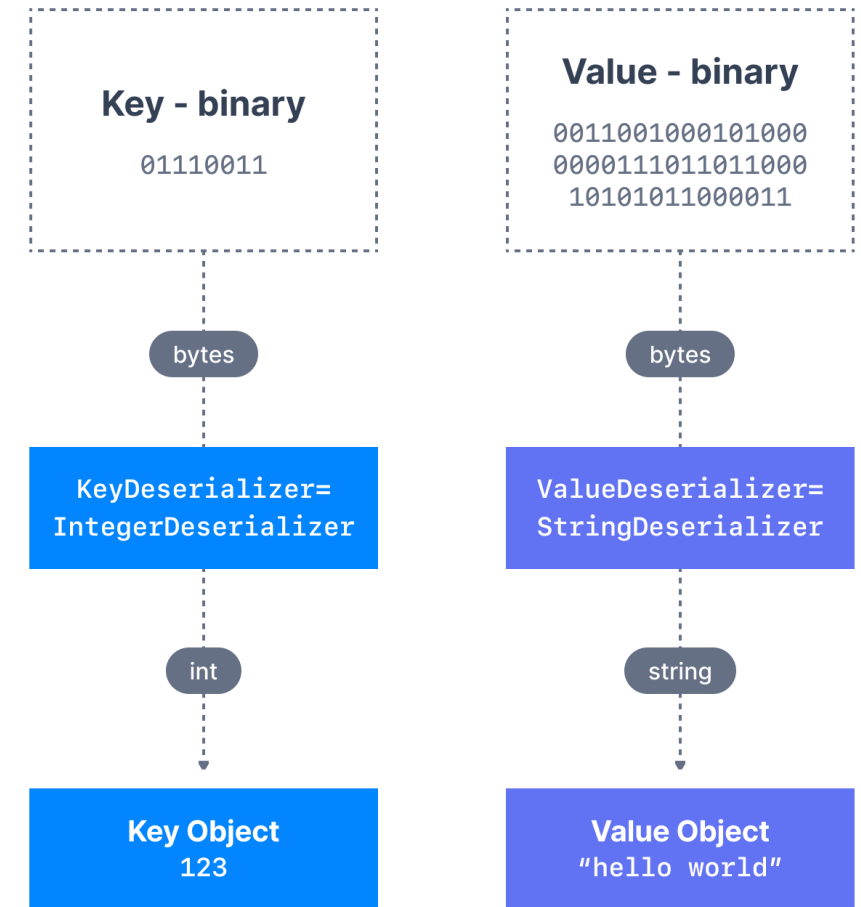 Key - binary
01110011
bytes
KeyDeserializer=
IntegerDeserializer
int
Key Object
123
Value - binary
0011001000101000
0000111011011000
10101011000011
bytes
ValueDeserializer=
StringDeserializer
string
Value Object
“hello world”